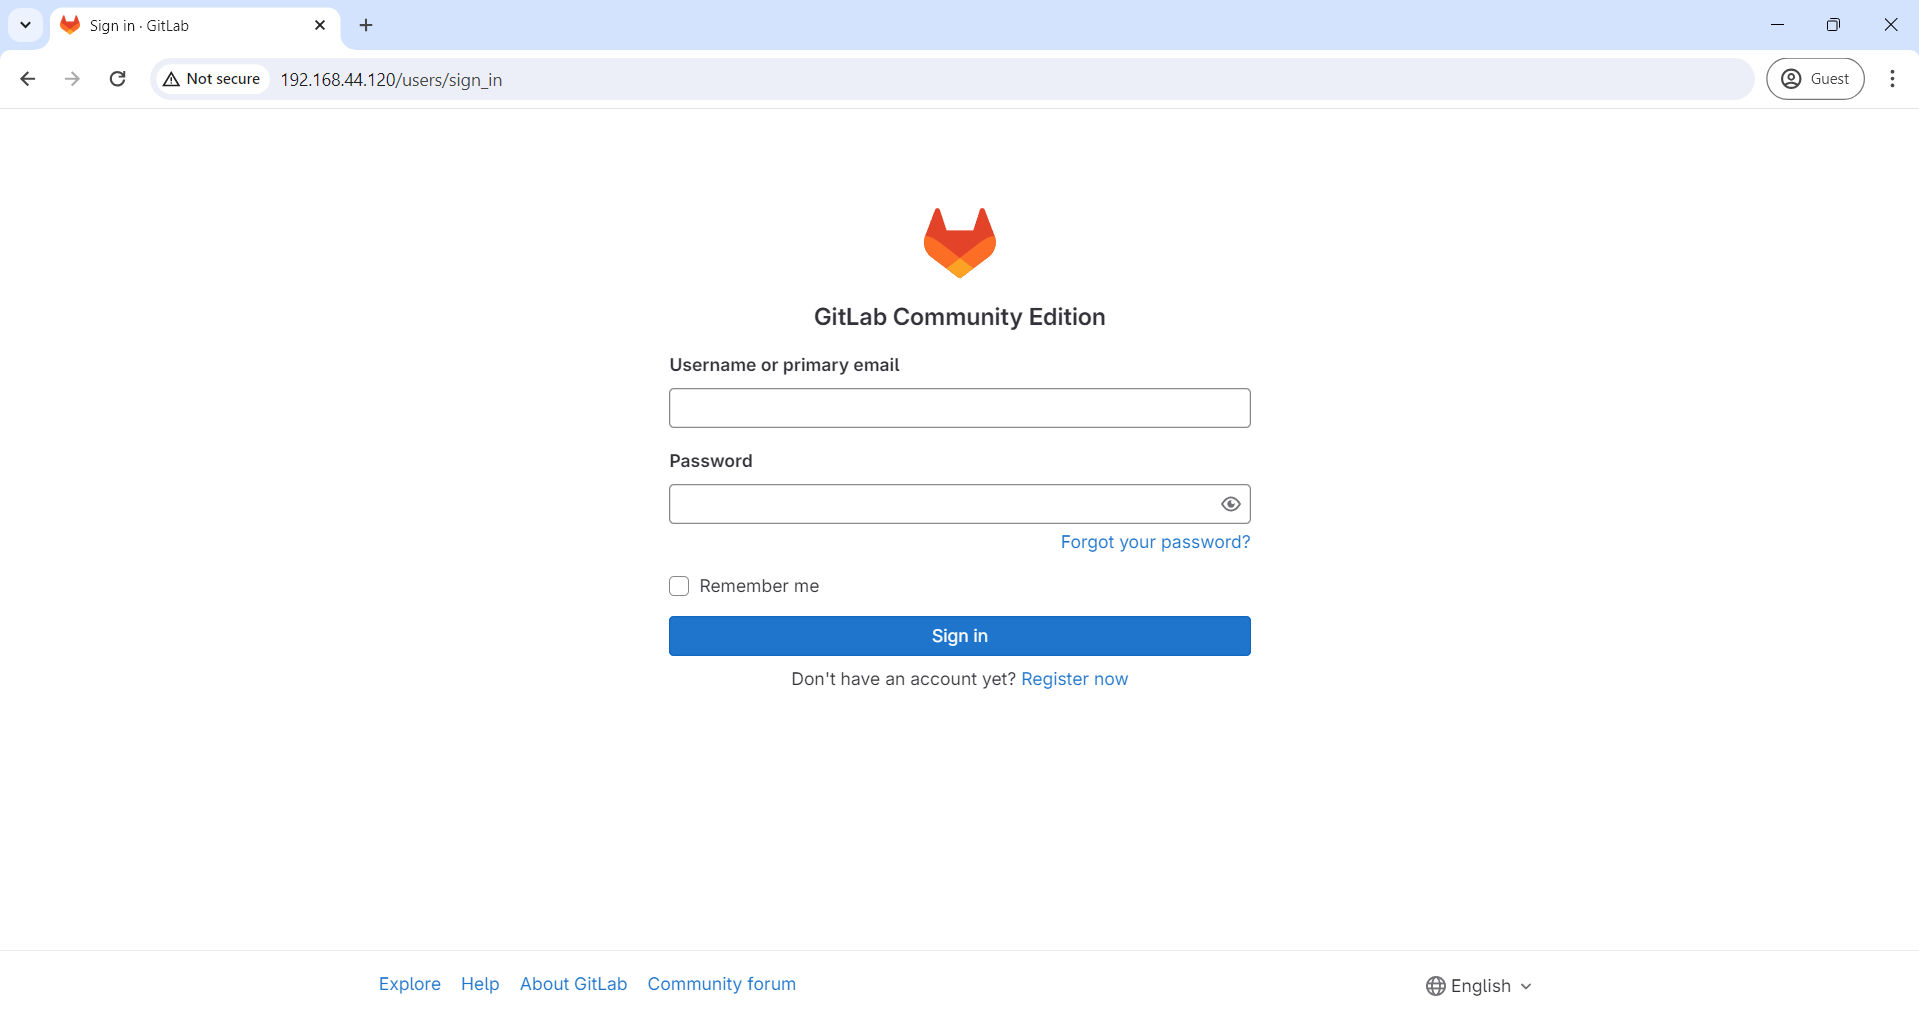 Sign in · GitLab
Not secure
192.168.44.120/users/sign_in
Guest
GitLab Community Edition
Username or primary email
Password
Forgot your password?
Remember me
Sign in
Don't have an account yet? Register now
Explore Help About GitLab Community forum
English